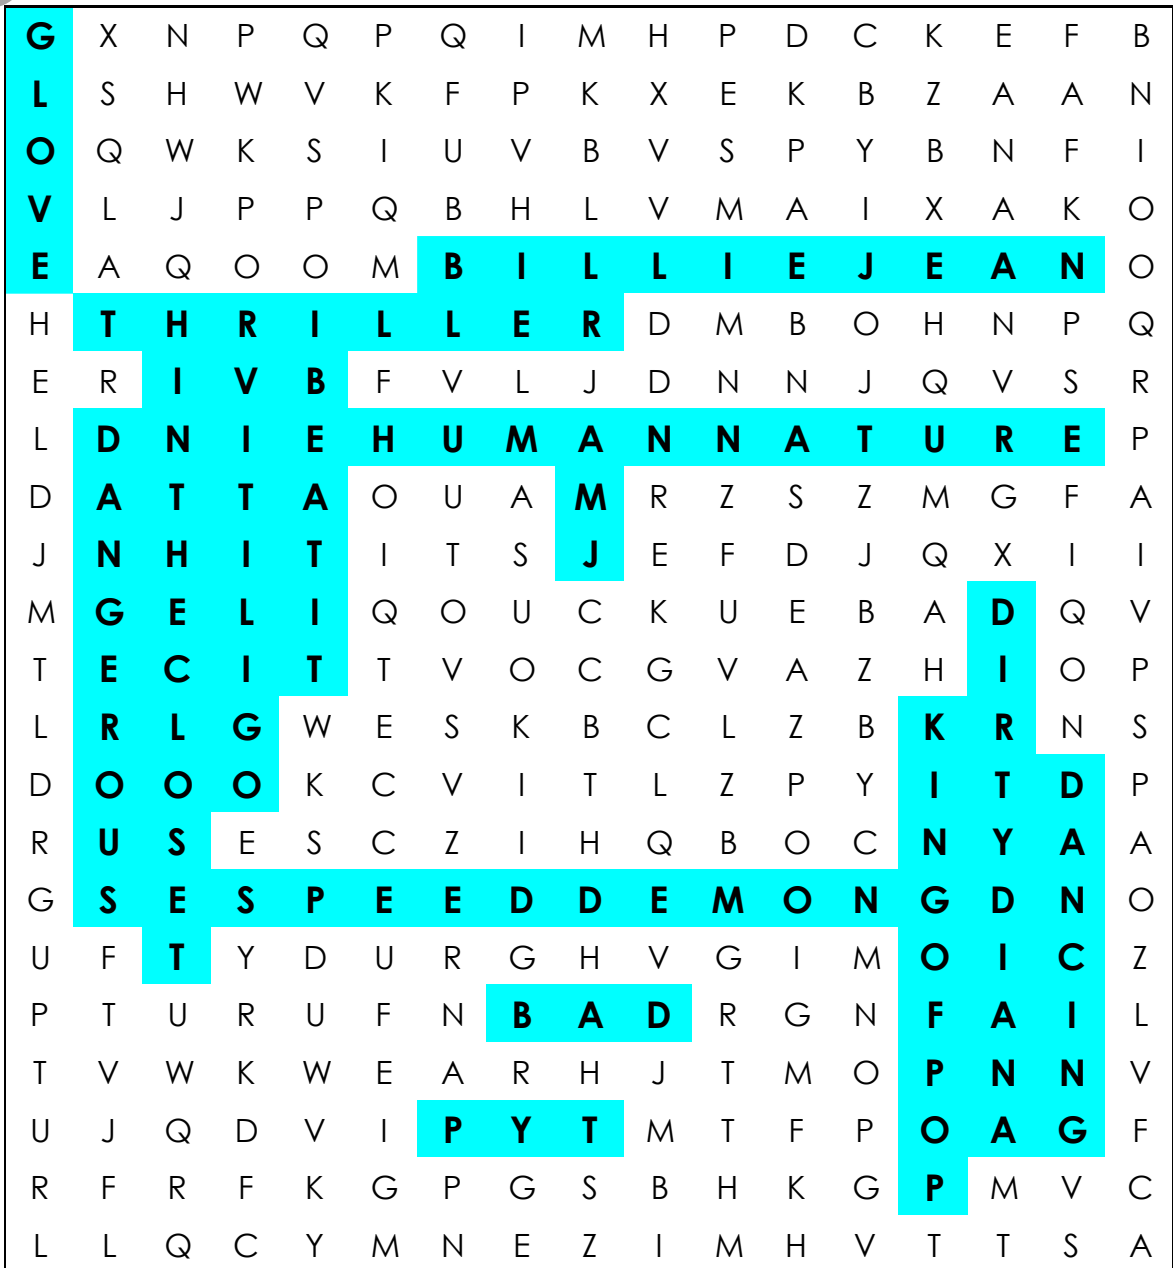 G X N P Q P Q I M H P D C K E F B
L S H W V K F P K X E K B Z A A N
O Q W K S I U V B V S P Y B N F I
V L J P P Q B H L V M A I X A K O
E A Q O O M B I L L I E J E A N O
H T H R I L L E R D M B O H N P Q
E R I V B F V L J D N N J Q V S R
L D N I E H U M A N N A T U R E P
D A T T A O U A M R Z S Z M G F A
J N H I T I T S J E F D J Q X I I
M G E L I Q O U C K U E B A D Q V
T E C I T T V O C G V A Z H I O P
L R L G W E S K B C L Z B K R N S
D O O O K C V I T L Z P Y I T D P
R U S E S C Z I H Q B O C N Y A A
G S E S P E E D D E M O N G D N O
U F T Y D U R G H V G I M O I C Z
P T U R U F N B A D R G N F A I L
T V W K W E A R H J T M O P N N V
U J Q D V I P Y T M T F P O A G F
R F R F K G P G S B H K G P M V C
L L Q C Y M N E Z I M H V T T S A